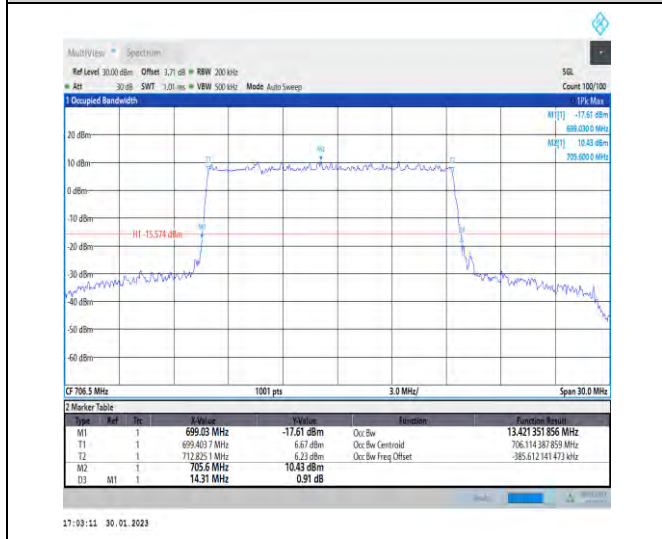 MultiView Spectrum
Ref Level 30.00 dBm Offset 3.71 dB RBW 200 kHz SGL
Att 30 dB SWT 1.01 ms VBW 500 kHz Mode Auto Sweep Count 100/100
1 Occupied Bandwidth 1Pk Max
M1[1] -17.61 dBm
699.030 0 MHz
M2[1] 10.43 dBm
705.600 0 MHz
20 dBm
T1 M2 T2
10 dBm
0 dBm
-10 dBm
M1
H1 -15.574 dBm
-20 dBm
-30 dBm
-40 dBm
-50 dBm
-60 dBm
CF 706.5 MHz 1001 pts 3.0 MHz/ Span 30.0 MHz
2 Marker Table
Type Ref Trc X-Value Y-Value Function Function Result
M1 1 699.03 MHz -17.61 dBm Occ Bw 13.421 351 856 MHz
T1 1 699.403 7 MHz 6.67 dBm Occ Bw Centroid 706.114 387 859 MHz
T2 1 712.825 1 MHz 6.23 dBm Occ Bw Freq Offset -385.612 141 473 kHz
M2 1 705.6 MHz 10.43 dBm
D3 M1 1 14.31 MHz 0.91 dB
17:03:11 30.01.2023